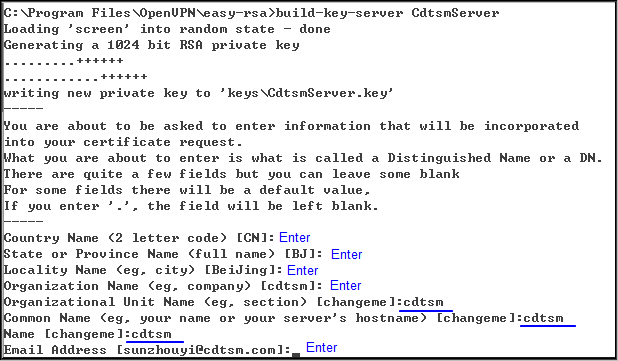 C:\Program Files\OpenVPN\easy-rsa>build-key-server CdtsmServer
Loading 'screen' into random state - done
Generating a 1024 bit RSA private key
.........++++++
............++++++
writing new private key to 'keys\CdtsmServer.key'
-----
You are about to be asked to enter information that will be incorporated
into your certificate request.
What you are about to enter is what is called a Distinguished Name or a DN.
There are quite a few fields but you can leave some blank
For some fields there will be a default value,
If you enter '.', the field will be left blank.
-----
Country Name (2 letter code) [CN]: Enter
State or Province Name (full name) [BJ]: Enter
Locality Name (eg, city) [BeiJing]: Enter
Organization Name (eg, company) [cdtsm]: Enter
Organizational Unit Name (eg, section) [changeme]:cdtsm
Common Name (eg, your name or your server's hostname) [changeme]:cdtsm
Name [changeme]:cdtsm
Email Address [sunzhouyi@cdtsm.com]:_ Enter